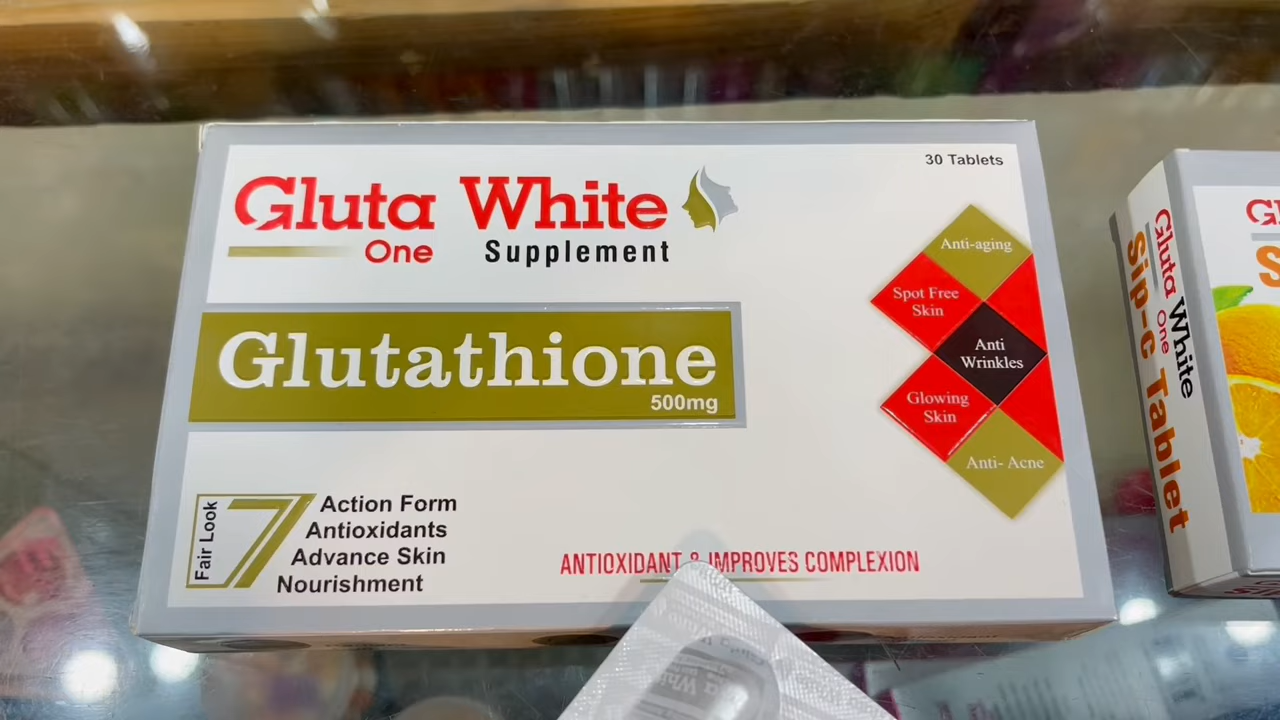 30 Tablets
Gluta White
One Supplement
Glutathione
500mg
Anti-aging
Spot Free
Skin
Anti
Wrinkles
Glowing
Skin
Anti- Acne
Fair Look
7
Action Form
Antioxidants
Advance Skin
Nourishment
ANTIOXIDANT & IMPROVES COMPLEXION
Gluta White
One
Sip-c Tablet